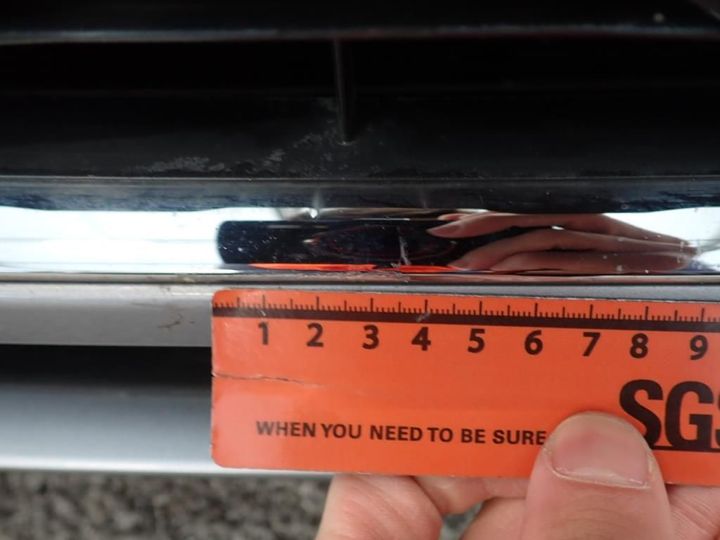 1 2 3 4 5 6 7 8 9
SGS
WHEN YOU NEED TO BE SURE